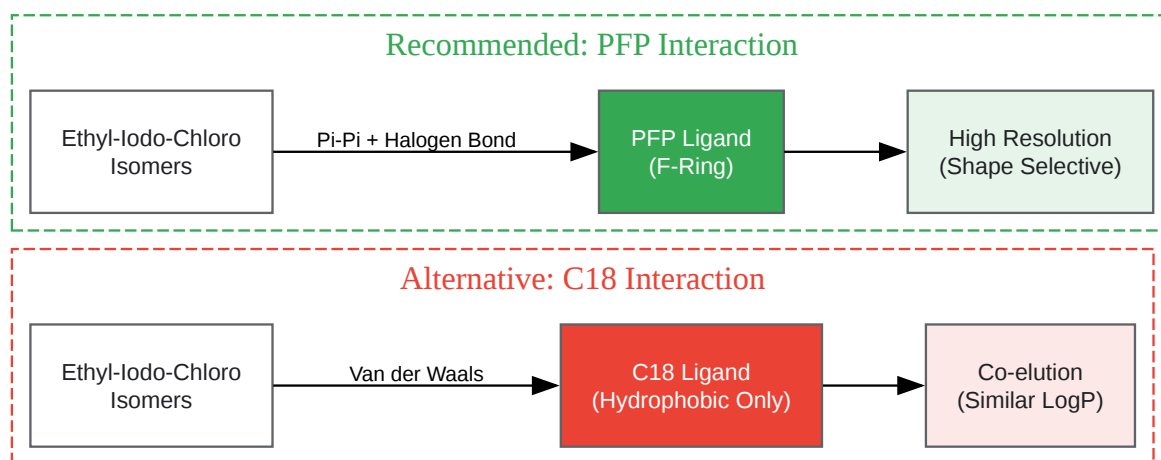 Recommended: PFP Interaction
Ethyl-Iodo-Chloro
Isomers
Pi-Pi + Halogen Bond
PFP Ligand
(F-Ring)
High Resolution
(Shape Selective)
Alternative: C18 Interaction
Ethyl-Iodo-Chloro
Isomers
Van der Waals
C18 Ligand
(Hydrophobic Only)
Co-elution
(Similar LogP)